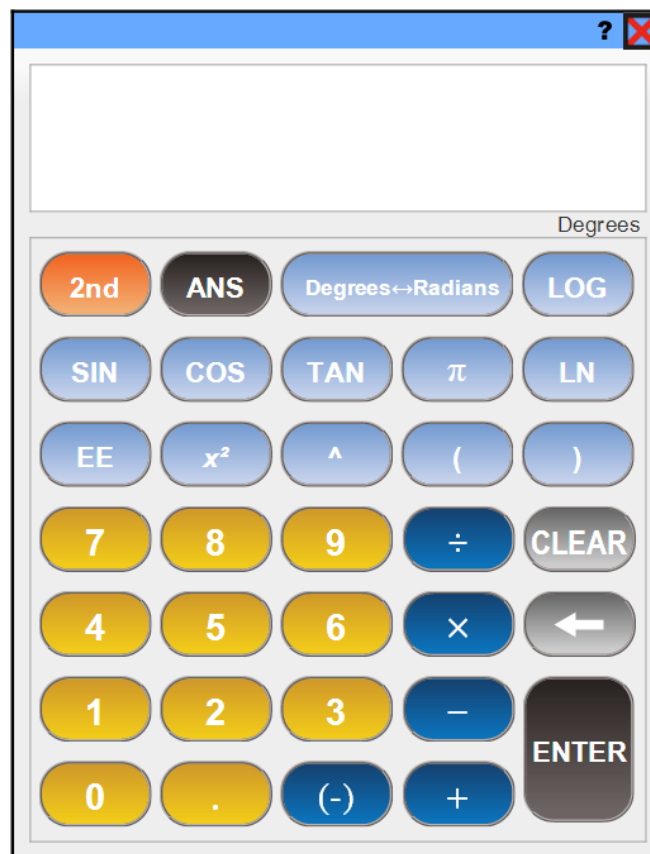 ?
Degrees
2nd ANS Degrees↔Radians LOG
SIN COS TAN π LN
EE x² ^ ( )
7 8 9 ÷ CLEAR
4 5 6 × ←
1 2 3 −
ENTER
0 . (-) +